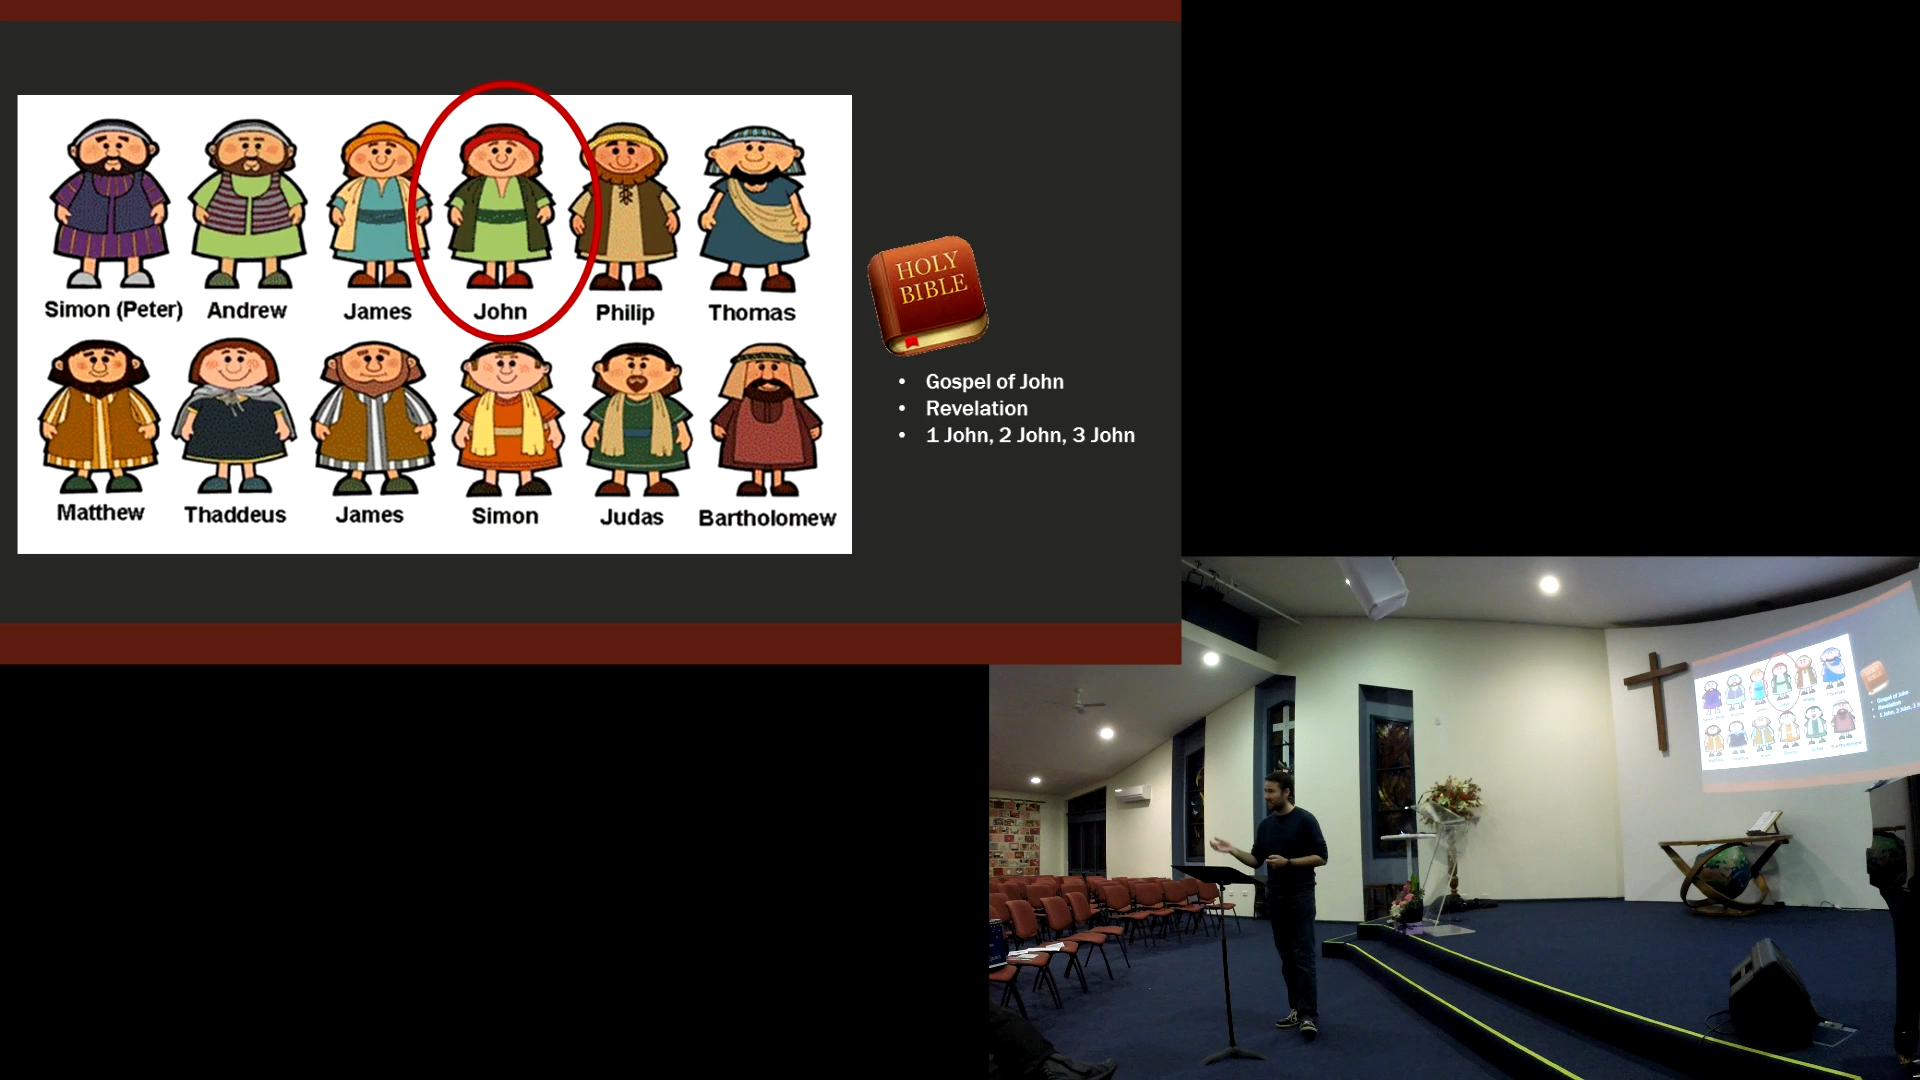 Simon (Peter) Andrew James John Philip Thomas
Matthew Thaddeus James Simon Judas Bartholomew
HOLY
BIBLE
• Gospel of John
• Revelation
• 1 John, 2 John, 3 John